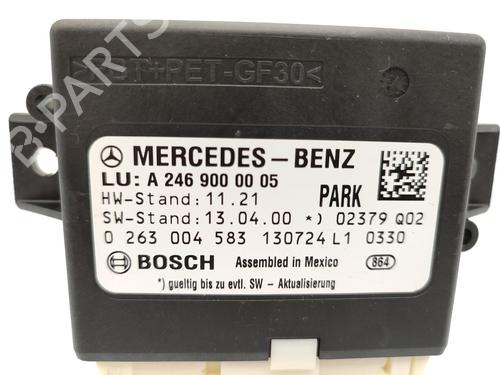 >PBT+PET-GF30<
B-PARTS
MERCEDES-BENZ
LU: A 246 900 00 05
HW-Stand: 11.21 PARK
SW-Stand: 13.04.00 *) 02379 Q02
0 263 004 583 130724 L1 0330
BOSCH Assembled in Mexico 864
*) gueltig bis zu evtl. SW - Aktualisierung